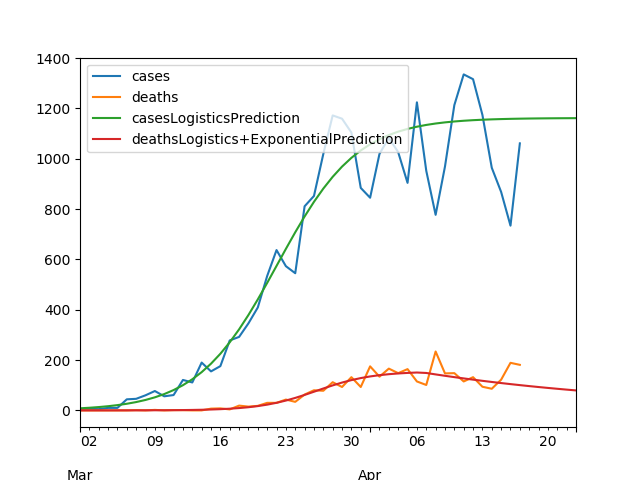 1400
1200
1000
800
600
400
200
0
cases
deaths
casesLogisticsPrediction
deathsLogistics+ExponentialPrediction
02 09 16 23 30 06 13 20
Mar Apr